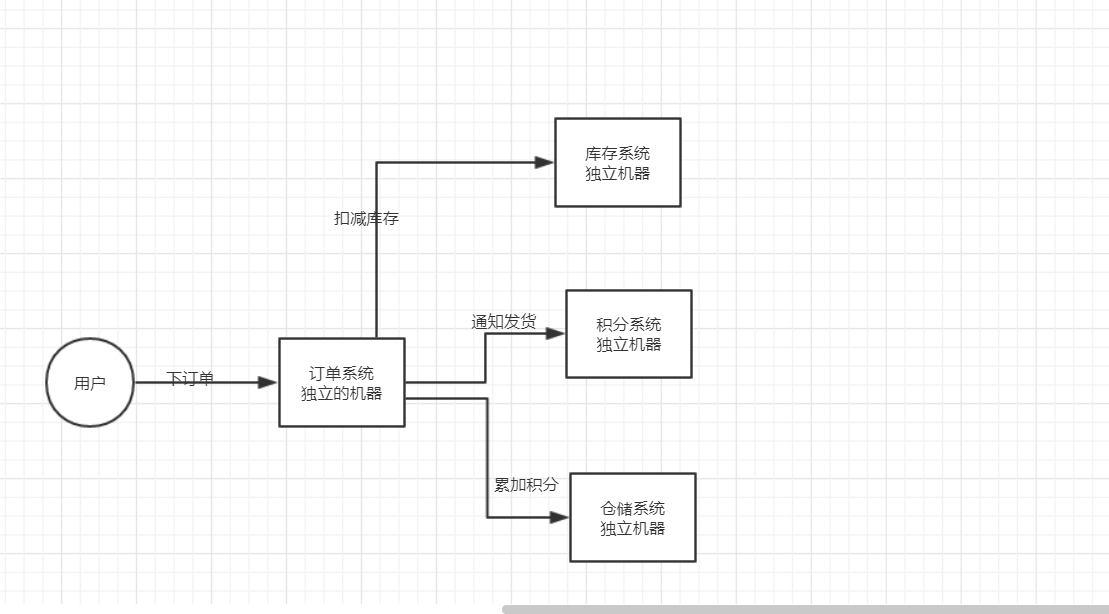 库存系统
独立机器
扣减库存
通知发货
积分系统
独立机器
用户
下订单
订单系统
独立的机器
累加积分
仓储系统
独立机器